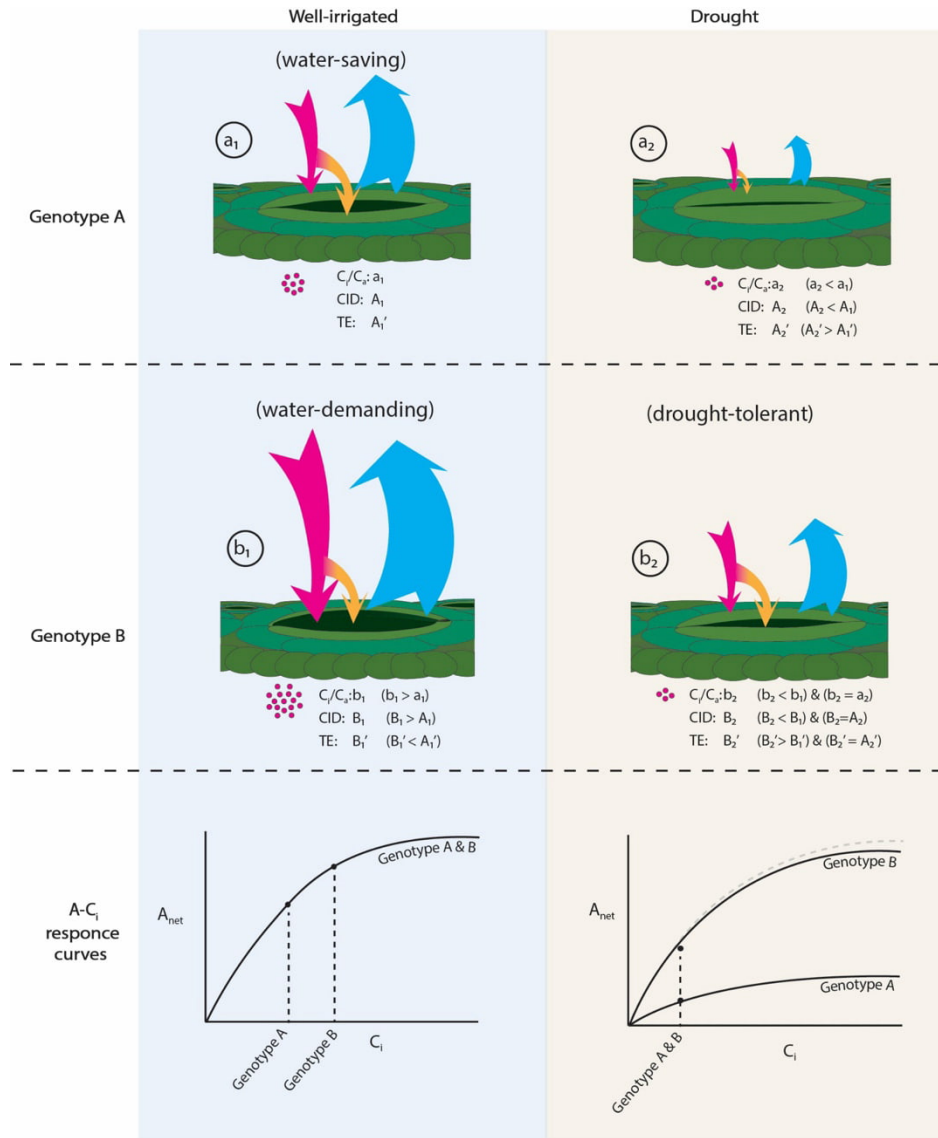 Well-irrigated
Drought
(water-saving)
a₁
a₂
Genotype A
Cᵢ/Cₐ: a₁
CID: A₁
TE: A₁′
Cᵢ/Cₐ:a₂ (a₂ < a₁)
CID: A₂ (A₂ < A₁)
TE: A₂′ (A₂′ > A₁′)
(water-demanding)
(drought-tolerant)
b₁
b₂
Genotype B
Cᵢ/Cₐ:b₁ (b₁ > a₁)
CID: B₁ (B₁ > A₁)
TE: B₁′ (B₁′ < A₁′)
Cᵢ/Cₐ:b₂ (b₂ < b₁) & (b₂ = a₂)
CID: B₂ (B₂ < B₁) & (B₂=A₂)
TE: B₂′ (B₂′> B₁′) & (B₂′ = A₂′)
A-Cᵢ
responce
curves
Aₙₑₜ
Genotype A & B
Genotype A
Genotype B
Cᵢ
Aₙₑₜ
Genotype B
Genotype A
Genotype A & B
Cᵢ